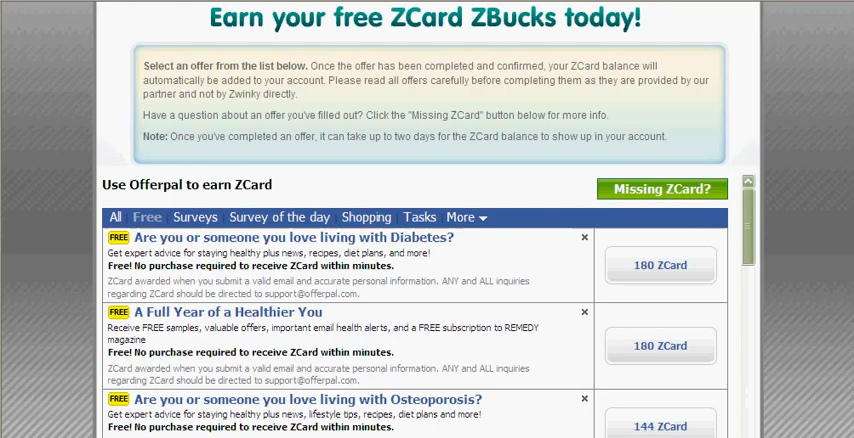 Earn your free ZCard ZBucks today!
Select an offer from the list below. Once the offer has been completed and confirmed, your ZCard balance will
automatically be added to your account. Please read all offers carefully before completing them as they are provided by our
partner and not by Zwinky directly.
Have a question about an offer you've filled out? Click the "Missing ZCard" button below for more info.
Note: Once you've completed an offer, it can take up to two days for the ZCard balance to show up in your account.
Use Offerpal to earn ZCard
Missing ZCard?
All Free Surveys Survey of the day Shopping Tasks More
FREE Are you or someone you love living with Diabetes?
Get expert advice for staying healthy plus news, recipes, diet plans, and more!
Free! No purchase required to receive ZCard within minutes.
ZCard awarded when you submit a valid email and accurate personal information. ANY and ALL inquiries
regarding ZCard should be directed to support@offerpal.com.
180 ZCard
FREE A Full Year of a Healthier You
Receive FREE samples, valuable offers, important email health alerts, and a FREE subscription to REMEDY
magazine
Free! No purchase required to receive ZCard within minutes.
ZCard awarded when you submit a valid email and accurate personal information. ANY and ALL inquiries
regarding ZCard should be directed to support@offerpal.com.
180 ZCard
FREE Are you or someone you love living with Osteoporosis?
Get expert advice for staying healthy plus news, lifestyle tips, recipes, diet plans and more!
Free! No purchase required to receive ZCard within minutes.
144 ZCard